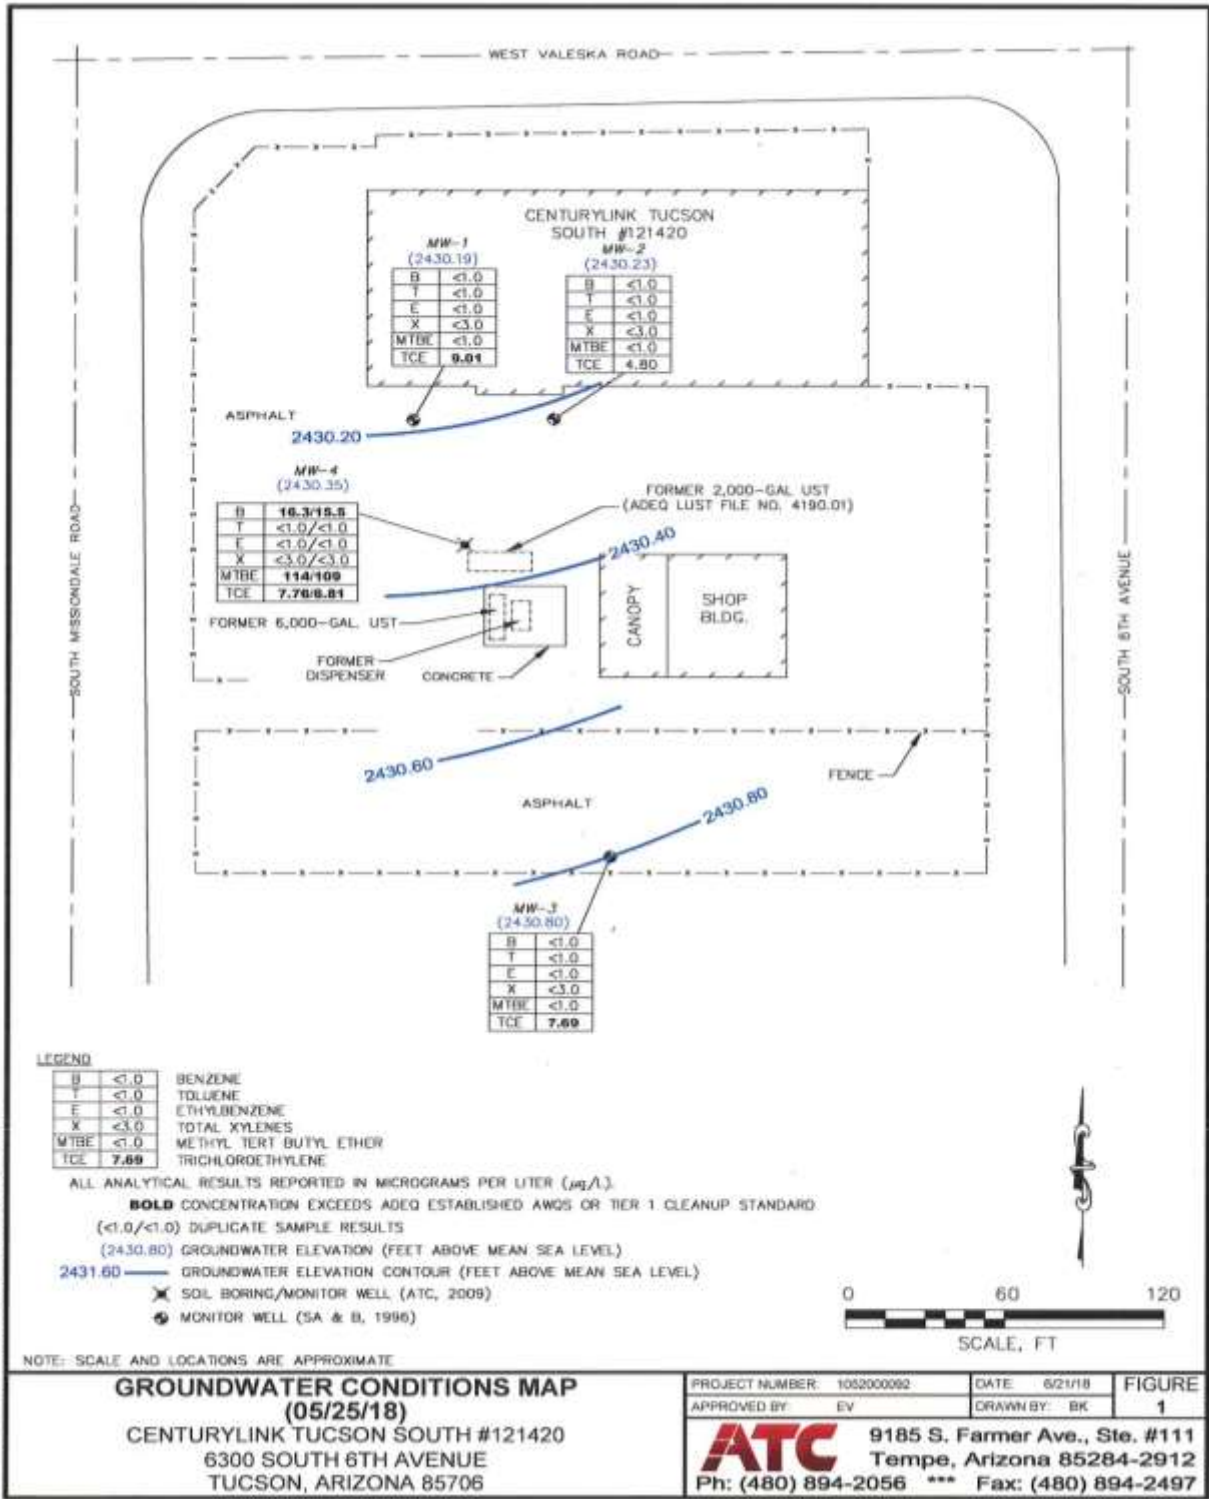 WEST VALESKA ROAD
CENTURYLINK TUCSON
SOUTH #121420
MW-1
(2430.19)
B <1.0
T <1.0
E <1.0
X <3.0
MTBE <1.0
TCE 9.01
MW-2
(2430.23)
B <1.0
T <1.0
E <1.0
X <3.0
MTBE <1.0
TCE 4.80
ASPHALT
2430.20
MW-4
(2430.35)
B 16.3/15.5
T <1.0/<1.0
E <1.0/<1.0
X <3.0/<3.0
MTBE 114/109
TCE
FORMER 2,000-GAL UST
(ADEQ LUST FILE NO. 4190.01)
2430.40
CANOPY
SHOP
BLDG.
FORMER 6,000-GAL. UST
FORMER
DISPENSER
CONCRETE
SOUTH MISSIONDALE ROAD
SOUTH 6TH AVENUE
2430.60
FENCE
ASPHALT
2430.80
MW-3
(2430.80)
B <1.0
T <1.0
E <1.0
X <3.0
MTBE <1.0
TCE 7.69
LEGEND
B <1.0 BENZENE
T <1.0 TOLUENE
E <1.0 ETHYLBENZENE
X <3.0 TOTAL XYLENES
MTBE <1.0 METHYL TERT BUTYL ETHER
TCE 7.69 TRICHLOROETHYLENE
ALL ANALYTICAL RESULTS REPORTED IN MICROGRAMS PER LITER (µg/L).
BOLD CONCENTRATION EXCEEDS ADEQ ESTABLISHED AWQS OR TIER 1 CLEANUP STANDARD
(<1.0/<1.0) DUPLICATE SAMPLE RESULTS
(2430.80) GROUNDWATER ELEVATION (FEET ABOVE MEAN SEA LEVEL)
2431.60 GROUNDWATER ELEVATION CONTOUR (FEET ABOVE MEAN SEA LEVEL)
SOIL BORING/MONITOR WELL (ATC, 2009)
MONITOR WELL (SA & B, 1996)
0 60 120
SCALE, FT
NOTE: SCALE AND LOCATIONS ARE APPROXIMATE
GROUNDWATER CONDITIONS MAP
(05/25/18)
CENTURYLINK TUCSON SOUTH #121420
6300 SOUTH 6TH AVENUE
TUCSON, ARIZONA 85706
PROJECT NUMBER: 1052000092
DATE: 6/21/18
FIGURE
1
APPROVED BY: EV
DRAWN BY: BK
ATC
9185 S. Farmer Ave., Ste. #111
Tempe, Arizona 85284-2912
Ph: (480) 894-2056 *** Fax: (480) 894-2497